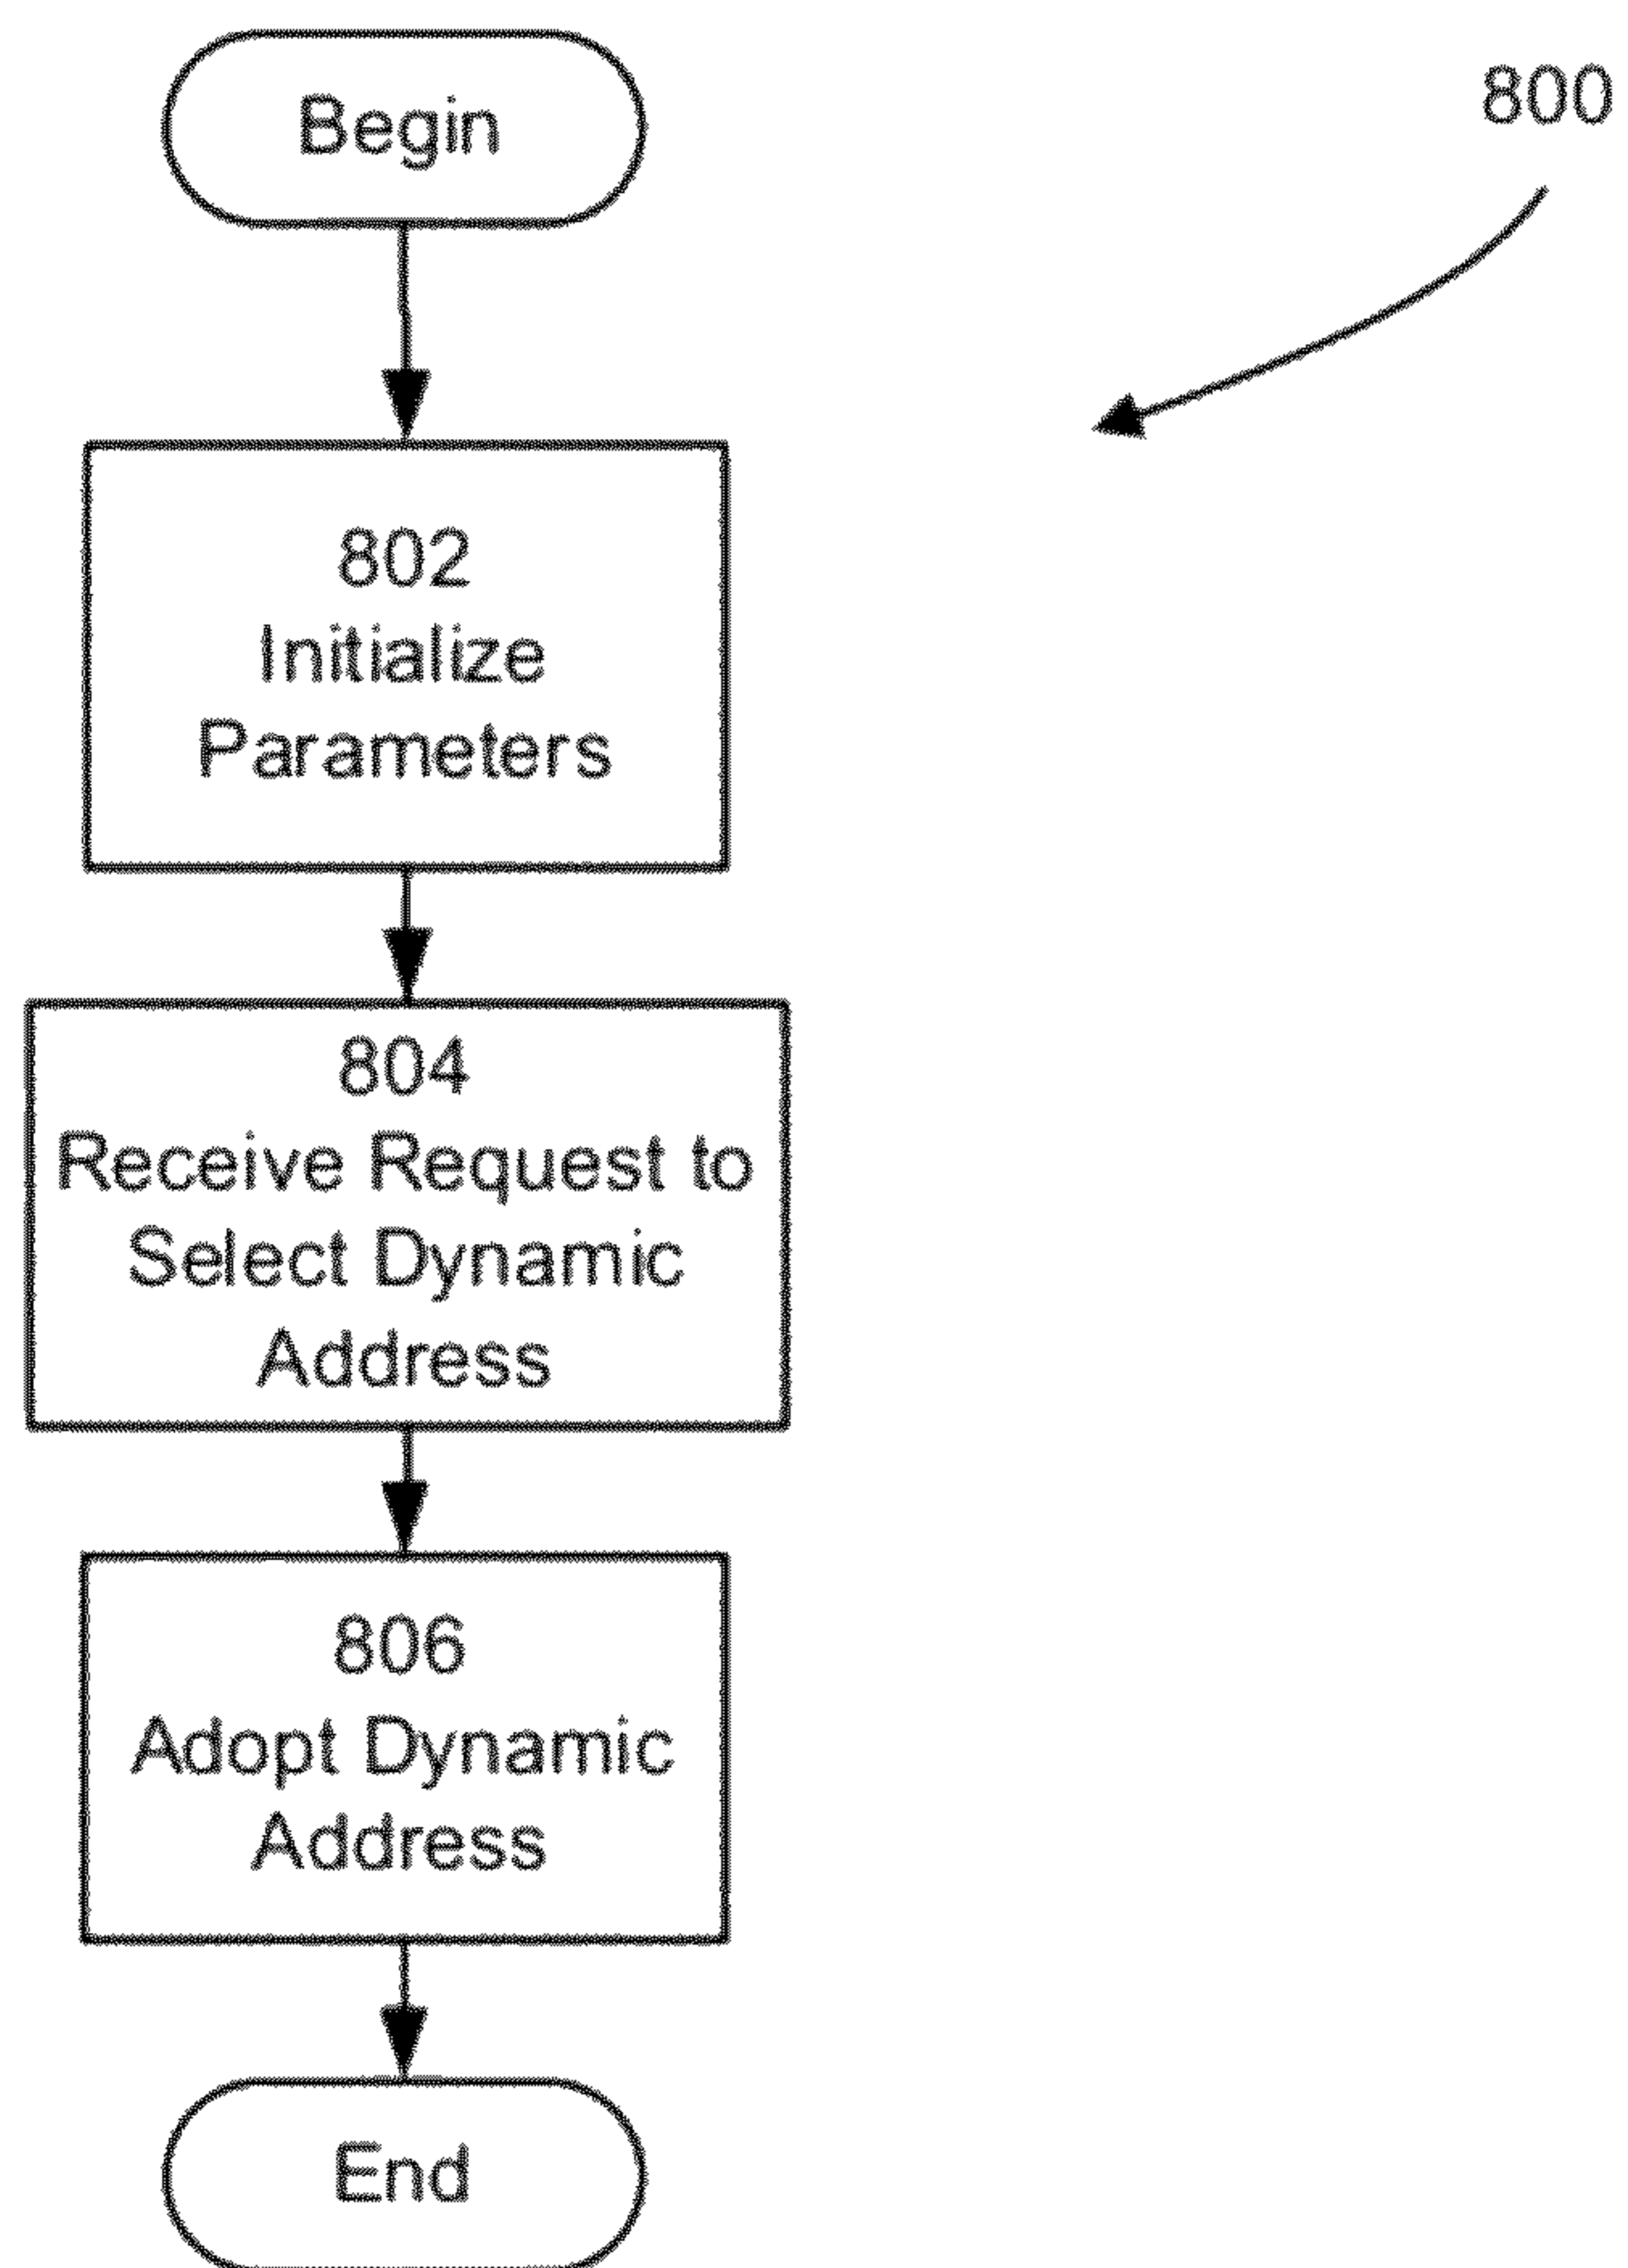 Begin
800
802
Initialize
Parameters
804
Receive Request to
Select Dynamic
Address
806
Adopt Dynamic
Address
End